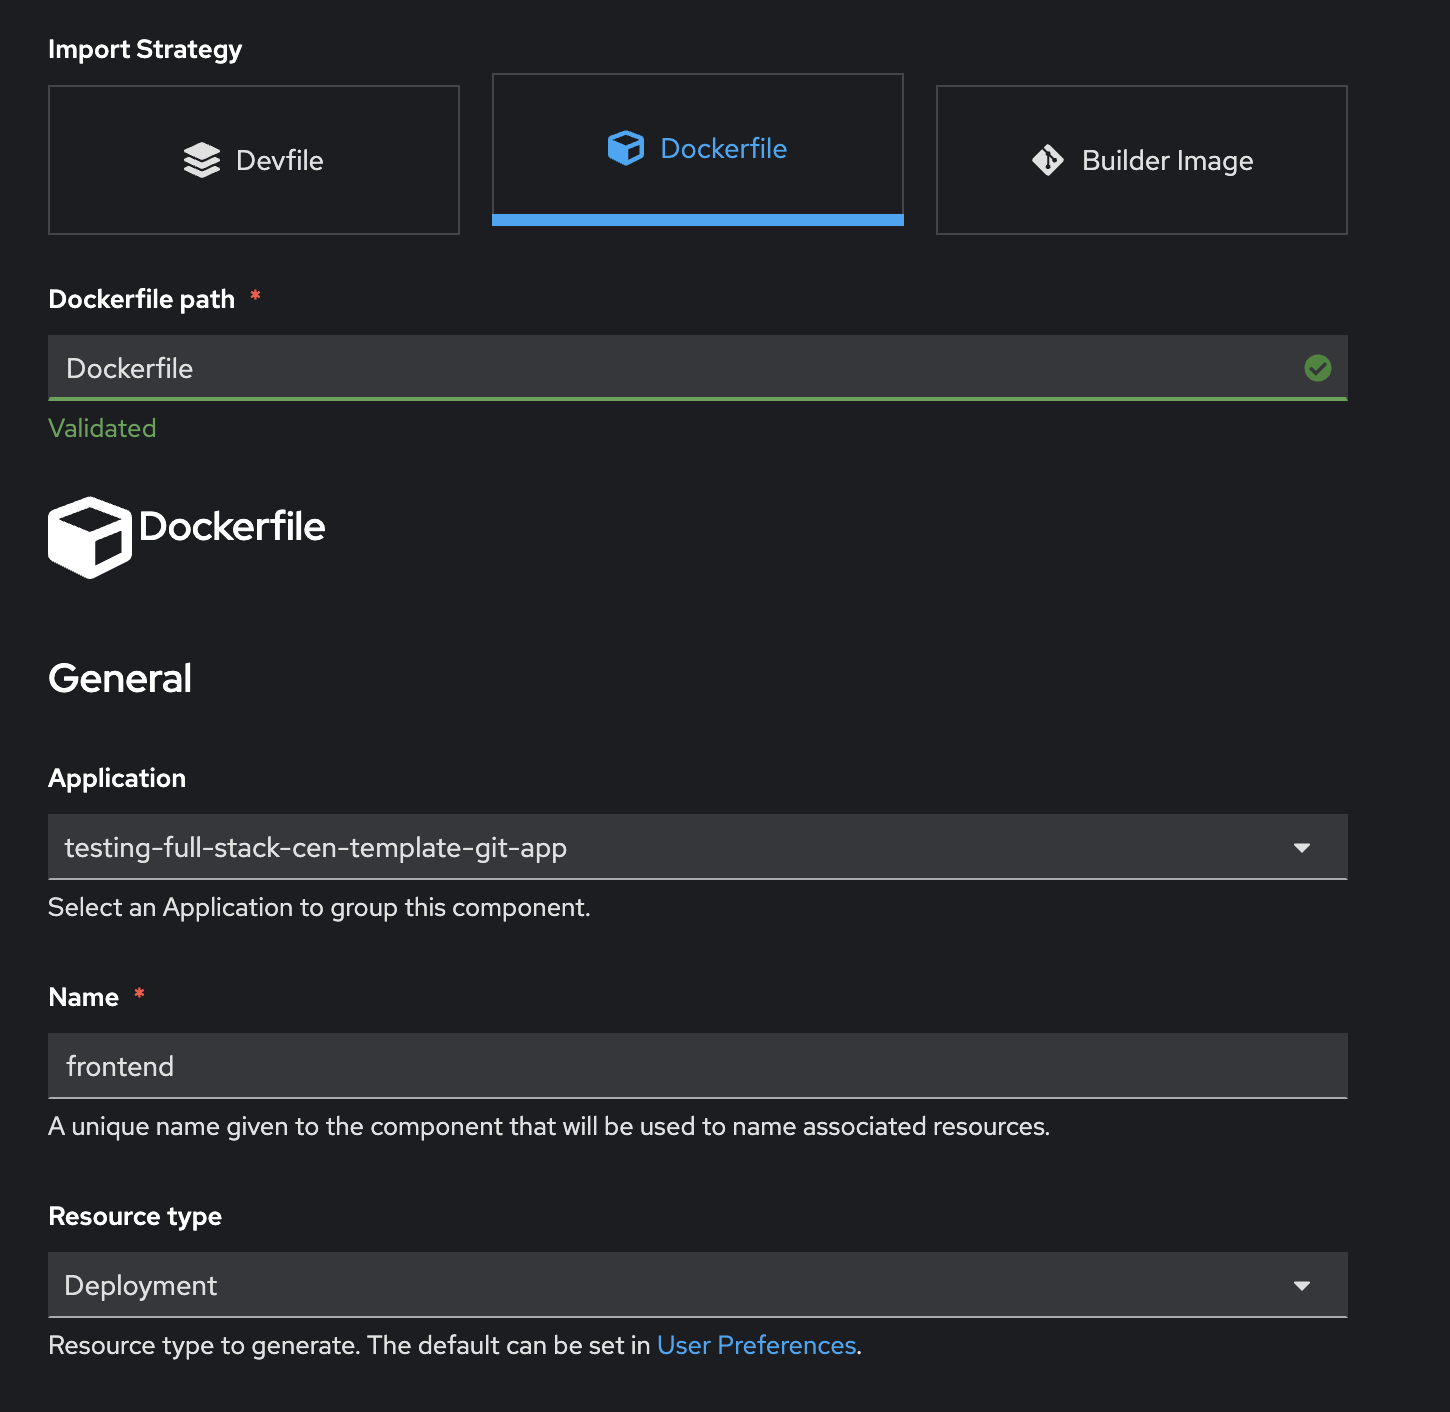 Import Strategy
Devfile
Dockerfile
Builder Image
Dockerfile path *
Dockerfile
Validated
Dockerfile
General
Application
testing-full-stack-cen-template-git-app
Select an Application to group this component.
Name *
frontend
A unique name given to the component that will be used to name associated resources.
Resource type
Deployment
Resource type to generate. The default can be set in User Preferences.